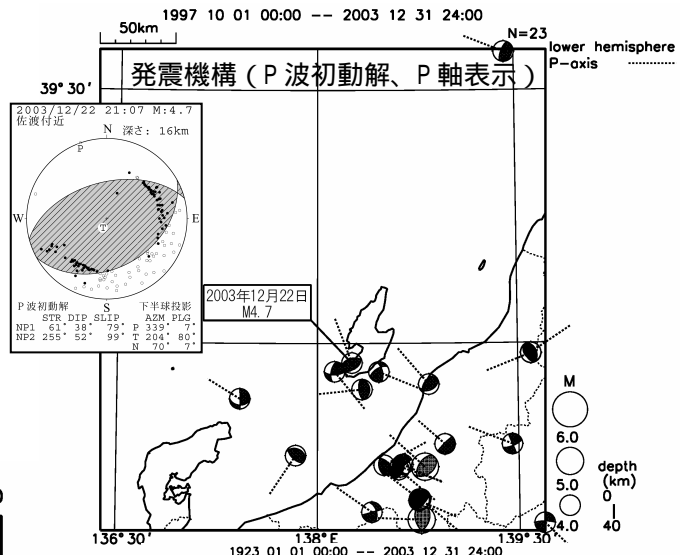 1997 10 01 00:00 -- 2003 12 31 24:00
50km
N=23
lower hemisphere
P-axis
39°30′
発震機構（Ｐ波初動解、Ｐ軸表示）
2003/12/22 21:07 M:4.7
佐渡付近
深さ: 16km
N
P
W
E
T
S
P波初動解 下半球投影
STR DIP SLIP AZM PLG
NP1 61° 38° 79° P 339° 7°
NP2 255° 52° 99° T 204° 80°
N 70° 7°
2003年12月22日
M4.7
M
6.0
5.0
4.0
depth
(km)
0
40
136°30′
138°E
139°30′
1923 01 01 00:00 -- 2003 12 31 24:00